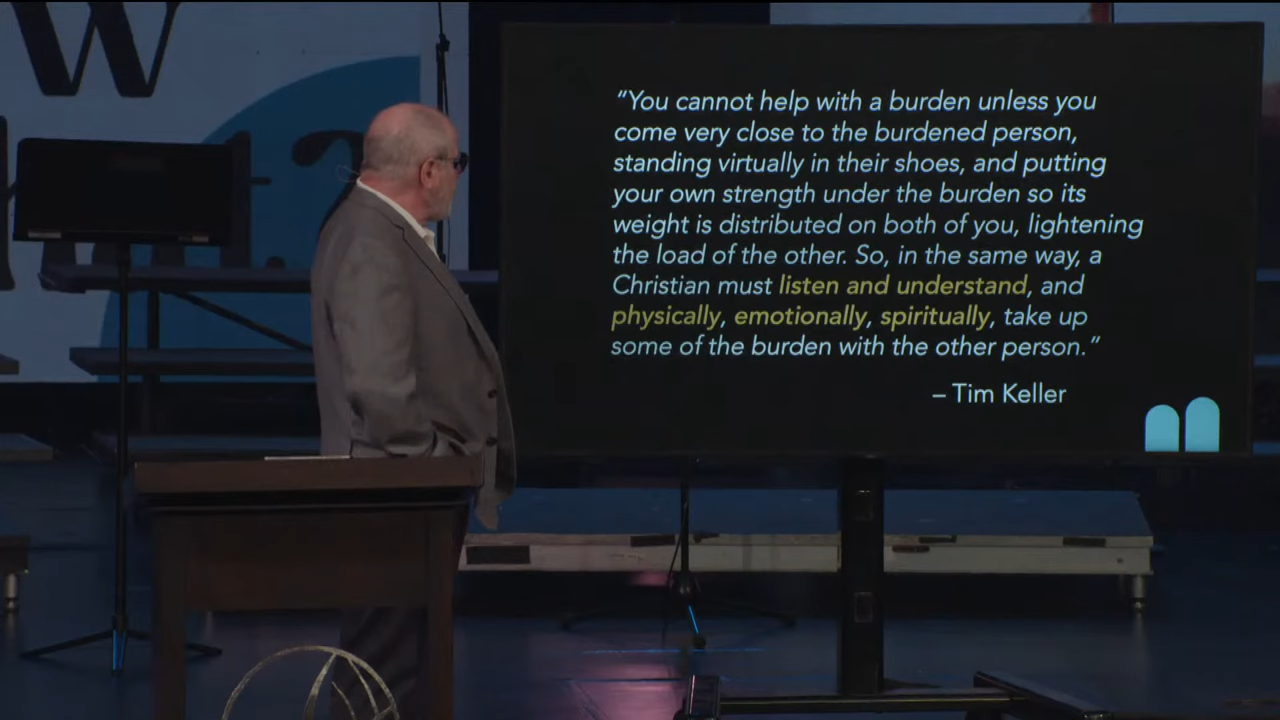 W
“You cannot help with a burden unless you
come very close to the burdened person,
standing virtually in their shoes, and putting
your own strength under the burden so its
weight is distributed on both of you, lightening
the load of the other. So, in the same way, a
Christian must listen and understand, and
physically, emotionally, spiritually, take up
some of the burden with the other person.”
– Tim Keller